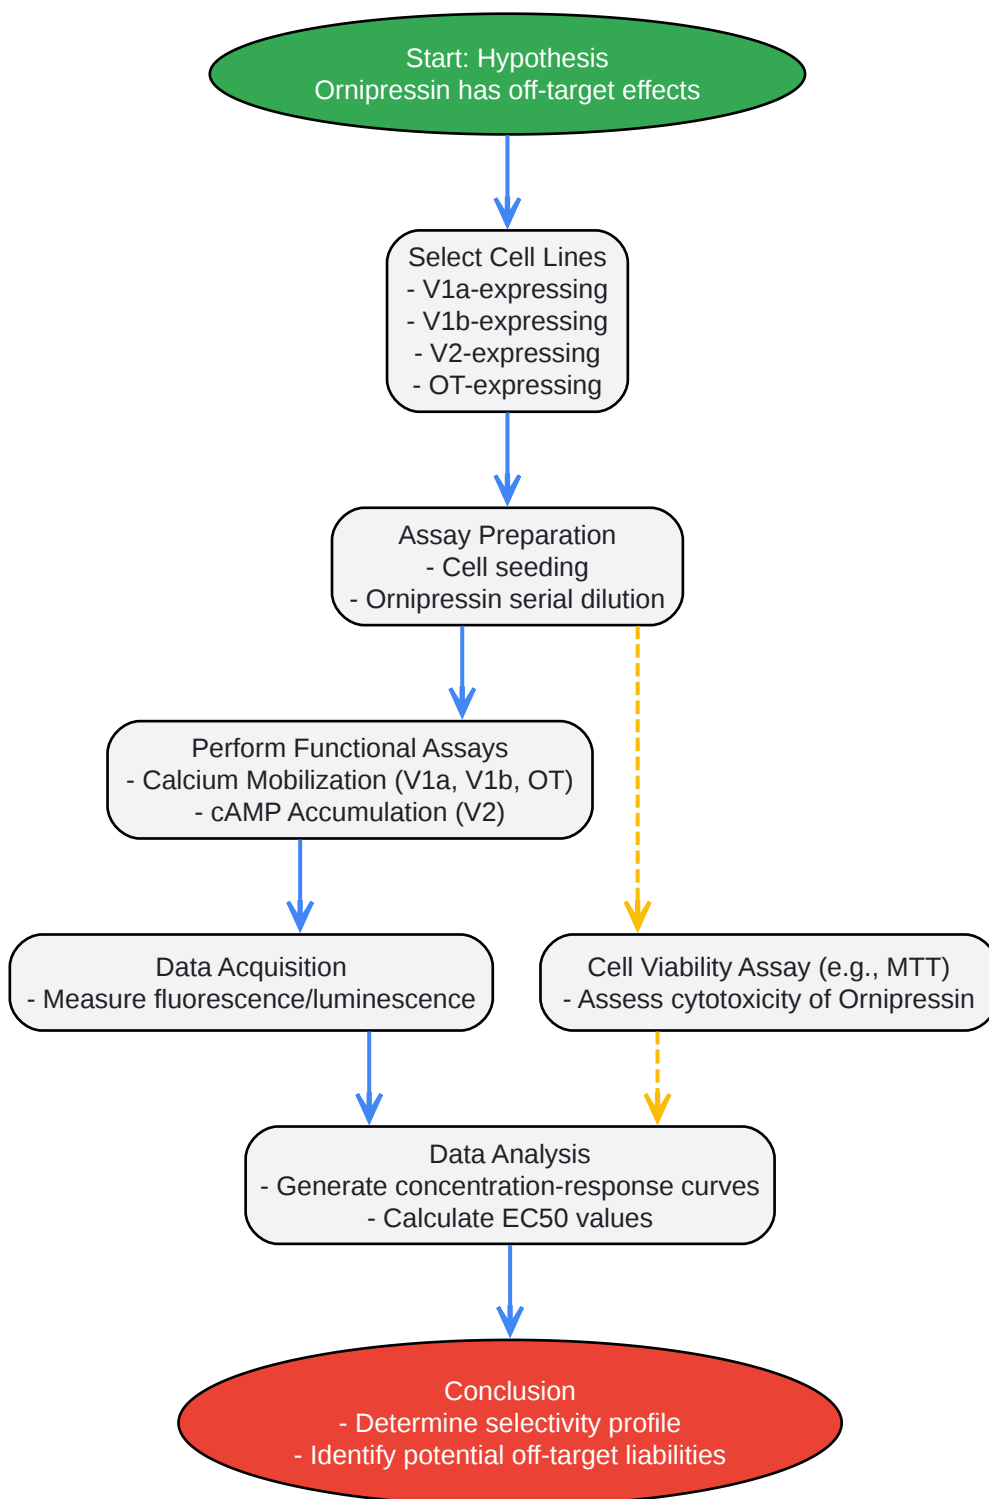 Start: Hypothesis
Ornipressin has off-target effects
Select Cell Lines
- V1a-expressing
- V1b-expressing
- V2-expressing
- OT-expressing
Assay Preparation
- Cell seeding
- Ornipressin serial dilution
Perform Functional Assays
- Calcium Mobilization (V1a, V1b, OT)
- cAMP Accumulation (V2)
Data Acquisition
- Measure fluorescence/luminescence
Cell Viability Assay (e.g., MTT)
- Assess cytotoxicity of Ornipressin
Data Analysis
- Generate concentration-response curves
- Calculate EC50 values
Conclusion
- Determine selectivity profile
- Identify potential off-target liabilities